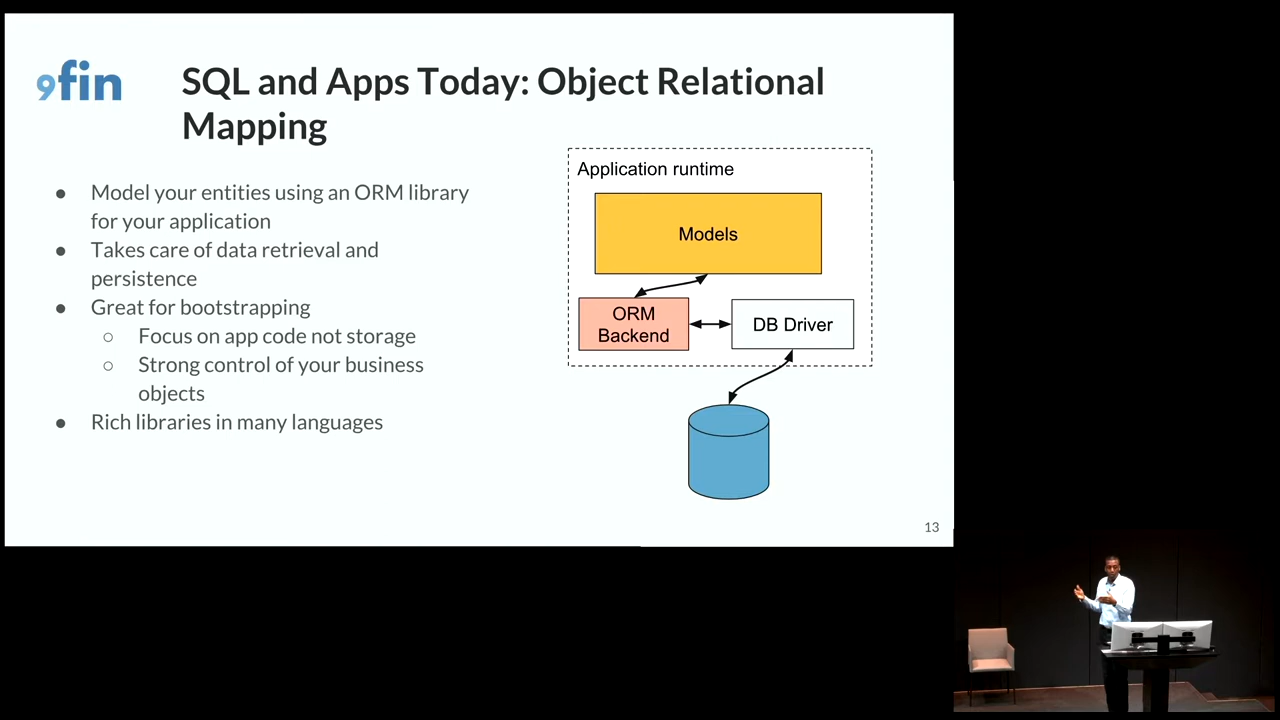 9fin
SQL and Apps Today: Object Relational
Mapping
● Model your entities using an ORM library
for your application
● Takes care of data retrieval and
persistence
● Great for bootstrapping
○ Focus on app code not storage
○ Strong control of your business
objects
● Rich libraries in many languages
Application runtime
Models
ORM
Backend
DB Driver
13